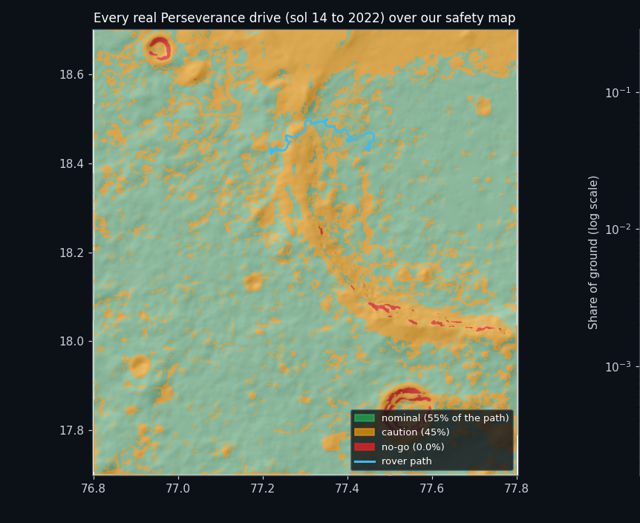 Every real Perseverance drive (sol 14 to 2022) over our safety map
18.6
18.4
18.2
18.0
17.8
76.8
77.0
77.2
77.4
77.6
77.8
nominal (55% of the path)
caution (45%)
no-go (0.0%)
rover path
Share of ground (log scale)
10⁻¹
10⁻²
10⁻³